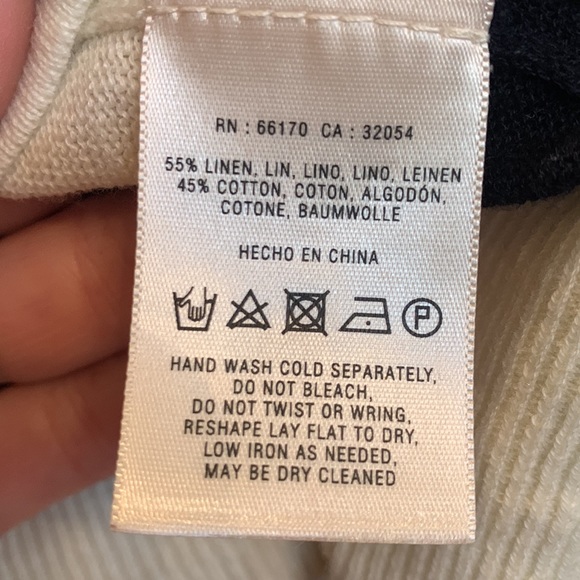 RN : 66170 CA : 32054
55% LINEN, LIN, LINO, LINO, LEINEN
45% COTTON, COTON, ALGODÓN,
COTONE, BAUMWOLLE
HECHO EN CHINA
P
HAND WASH COLD SEPARATELY,
DO NOT BLEACH,
DO NOT TWIST OR WRING,
RESHAPE LAY FLAT TO DRY,
LOW IRON AS NEEDED,
MAY BE DRY CLEANED